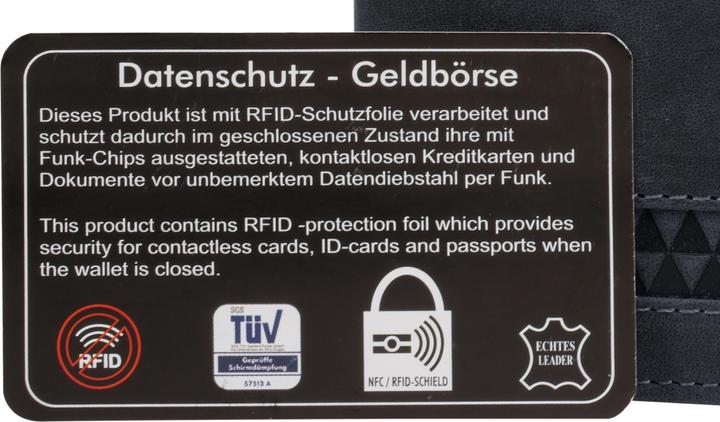 Datenschutz - Geldbörse
Dieses Produkt ist mit RFID-Schutzfolie verarbeitet und
schutzt dadurch im geschlossenen Zustand ihre mit
Funk-Chips ausgestatteten, kontaktlosen Kreditkarten und
Dokumente vor unbemerktem Datendiebstahl per Funk.
This product contains RFID -protection foil which provides
security for contactless cards, ID-cards and passports when
the wallet is closed.
RFID
SGS
TÜV
Geprüfte
Schirmdämpfung
57513 A
NFC / RFID-SCHIELD
ECHTES
LEADER